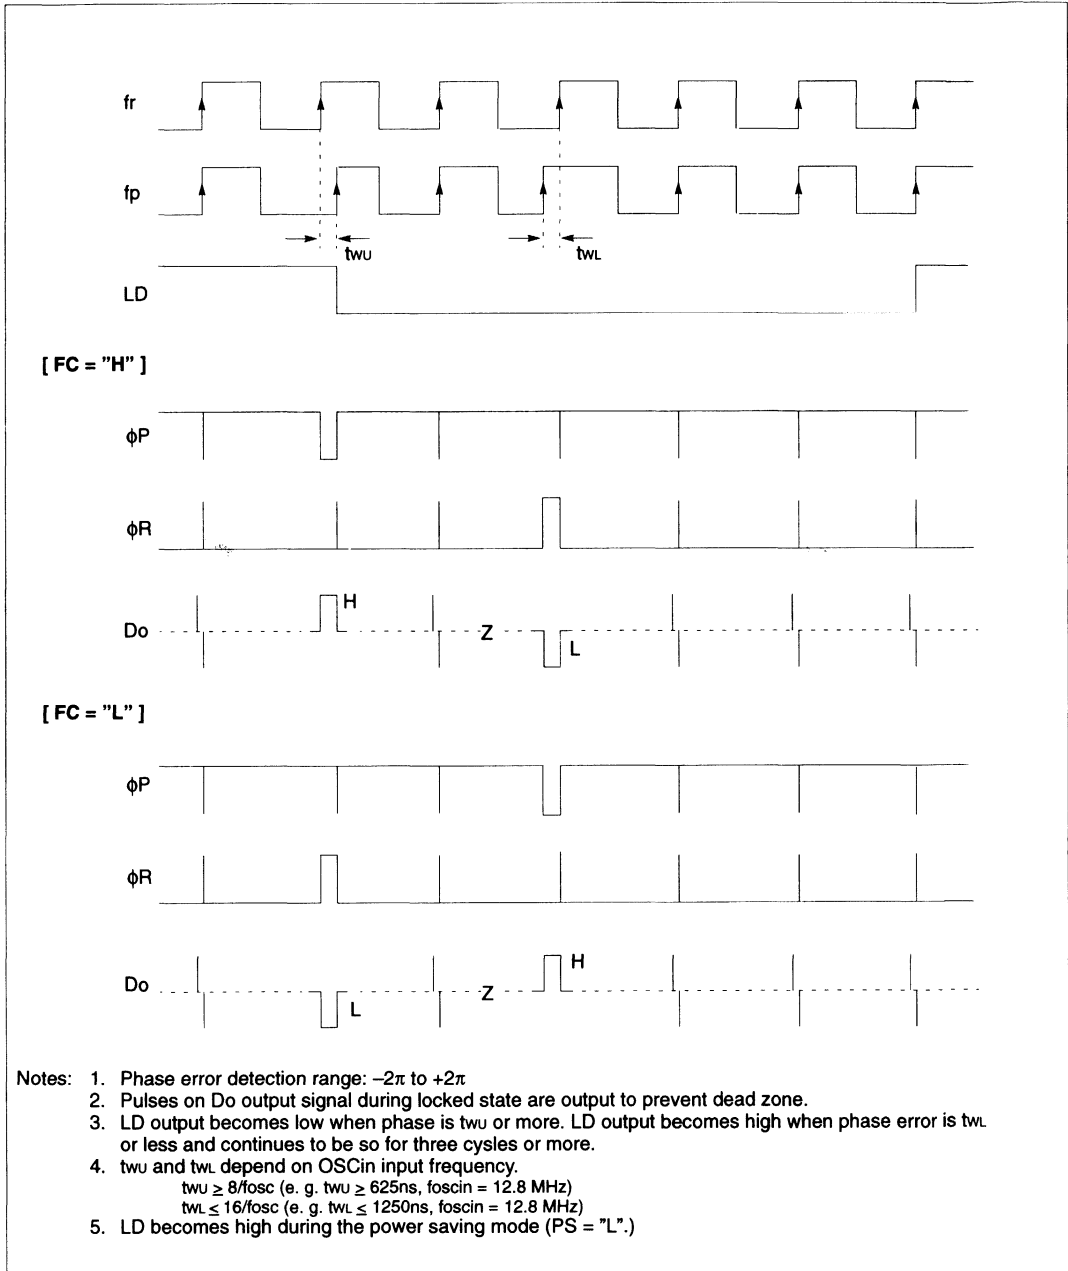 fr
fp
twU
twL
LD
[ FC = ”H” ]
ϕP
ϕR
H
Do
Z
L
[ FC = ”L” ]
ϕP
ϕR
H
Do
Z
L
Notes: 1. Phase error detection range: –2π to +2π
2. Pulses on Do output signal during locked state are output to prevent dead zone.
3. LD output becomes low when phase is twU or more. LD output becomes high when phase error is twL
or less and continues to be so for three cysles or more.
4. twU and twL depend on OSCin input frequency.
twU ≥ 8/fosc (e. g. twU ≥ 625ns, foscin = 12.8 MHz)
twL ≤ 16/fosc (e. g. twL ≤ 1250ns, foscin = 12.8 MHz)
5. LD becomes high during the power saving mode (PS = ”L”.)